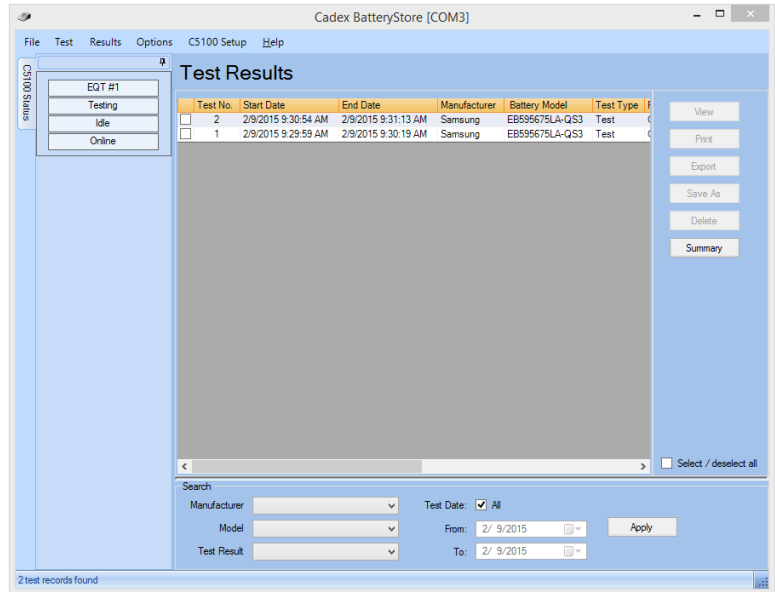 Cadex BatteryStore [COM3]
File Test Results Options C5100 Setup Help
C5100 Status
EQT #1
Testing
Idle
Online
Test Results
Test No. Start Date End Date Manufacturer Battery Model Test Type
2 2/9/2015 9:30:54 AM 2/9/2015 9:31:13 AM Samsung EB595675LA-QS3 Test
1 2/9/2015 9:29:59 AM 2/9/2015 9:30:19 AM Samsung EB595675LA-QS3 Test
View
Print
Export
Save As
Delete
Summary
Select / deselect all
Search
Manufacturer Test Date: All
Model From: 2/ 9/2015 Apply
Test Result To: 2/ 9/2015
2 test records found